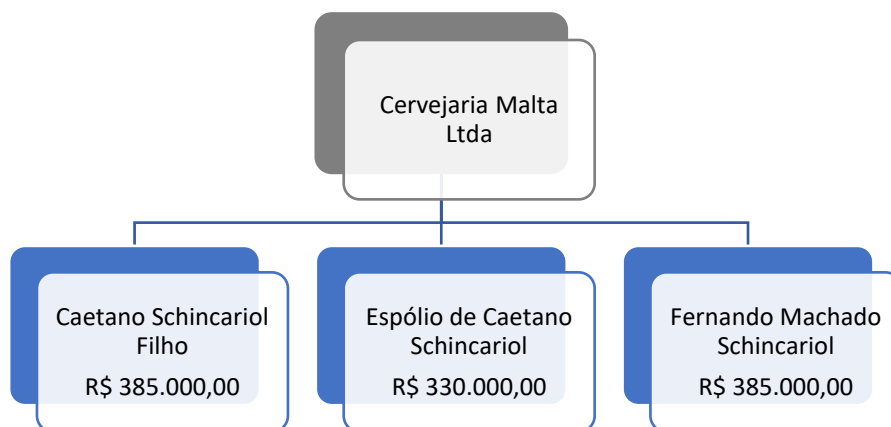 Cervejaria Malta
Ltda
Caetano Schincariol
Filho
R$ 385.000,00
Espólio de Caetano
Schincariol
R$ 330.000,00
Fernando Machado
Schincariol
R$ 385.000,00